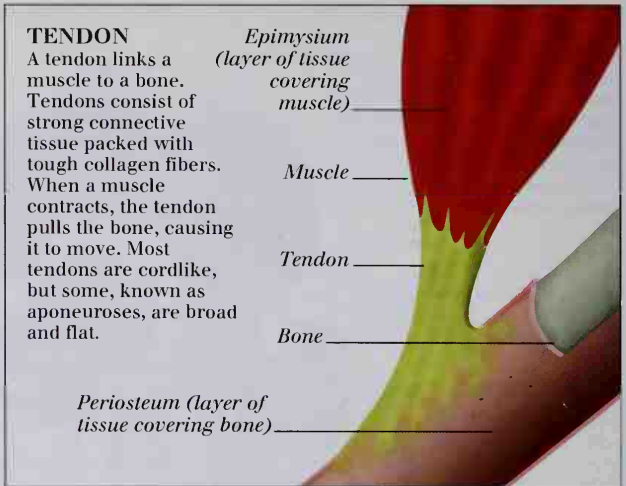 TENDON
A tendon links a
muscle to a bone.
Tendons consist of
strong connective
tissue packed with
tough collagen fibers.
When a muscle
contracts, the tendon
pulls the bone, causing
it to move. Most
tendons are cordlike,
but some, known as
aponeuroses, are broad
and flat.
Epimysium
(layer of tissue
covering
muscle)
Muscle
Tendon
Bone
Periosteum (layer of
tissue covering bone)